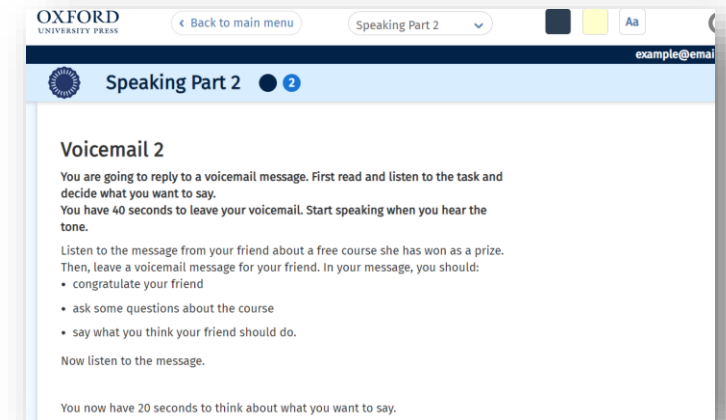 OXFORD
UNIVERSITY PRESS
‹ Back to main menu
Speaking Part 2
Aa
example@emai
Speaking Part 2 2
Voicemail 2
You are going to reply to a voicemail message. First read and listen to the task and
decide what you want to say.
You have 40 seconds to leave your voicemail. Start speaking when you hear the
tone.
Listen to the message from your friend about a free course she has won as a prize.
Then, leave a voicemail message for your friend. In your message, you should:
• congratulate your friend
• ask some questions about the course
• say what you think your friend should do.
Now listen to the message.
You now have 20 seconds to think about what you want to say.